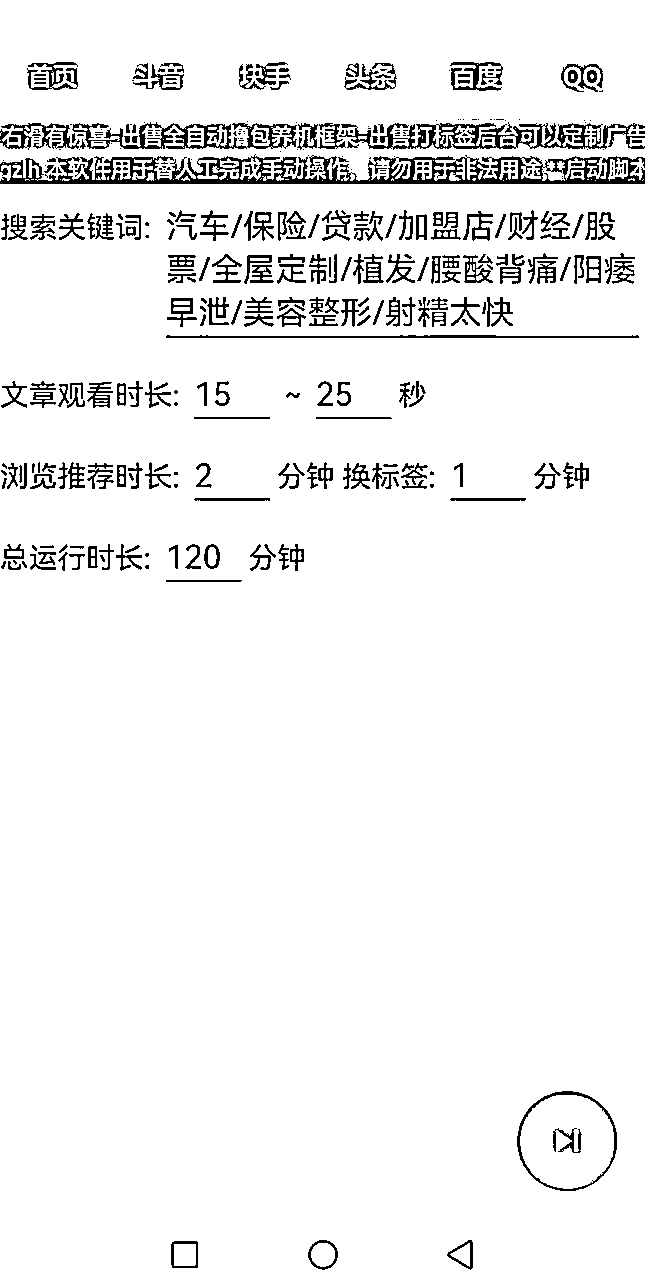 首页 斗音 块手 头条 百度 QQ
右滑有惊喜-出售全自动撸包养机框架-出售打标签后台可以定制广告
gzlh 本软件用于替人工完成手动操作, 请勿用于非法用途,**启动脚本
搜索关键词: 汽车/保险/贷款/加盟店/财经/股
票/全屋定制/植发/腰酸背痛/阳痿
早泄/美容整形/射精太快
文章观看时长: 15 ~ 25 秒
浏览推荐时长: 2 分钟 换标签: 1 分钟
总运行时长: 120 分钟